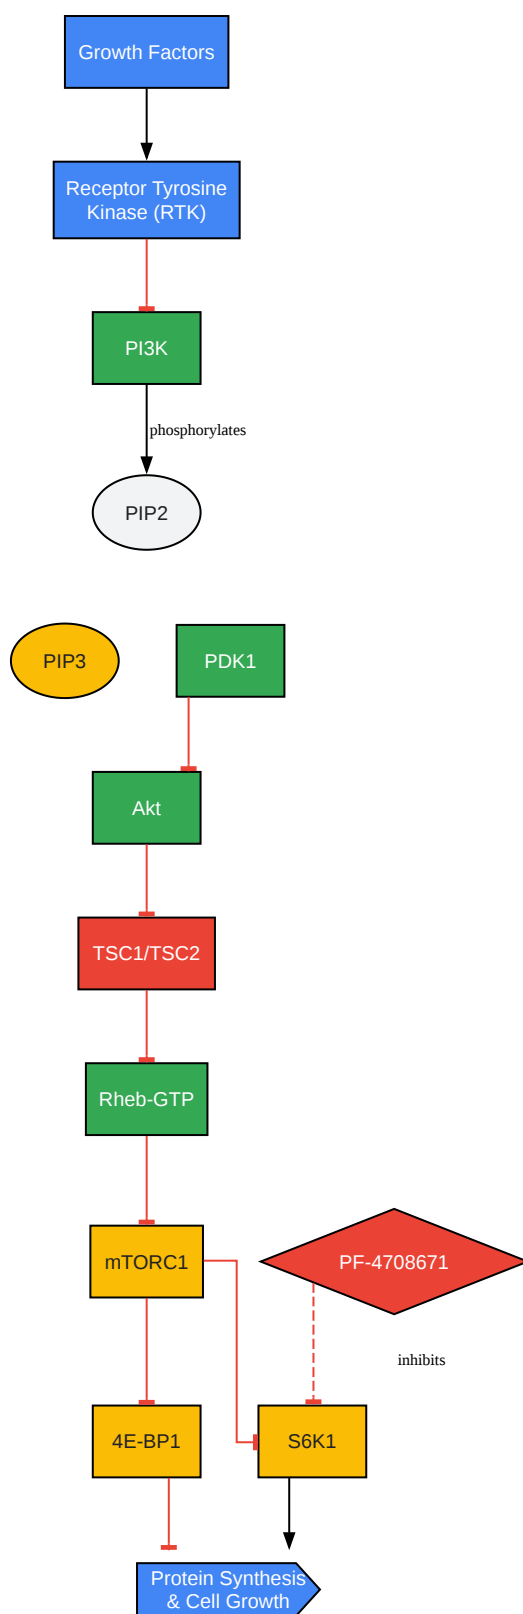 Growth Factors
Receptor Tyrosine
Kinase (RTK)
PI3K
phosphorylates
PIP2
PIP3
PDK1
Akt
TSC1/TSC2
Rheb-GTP
mTORC1
PF-4708671
inhibits
4E-BP1
S6K1
Protein Synthesis
& Cell Growth